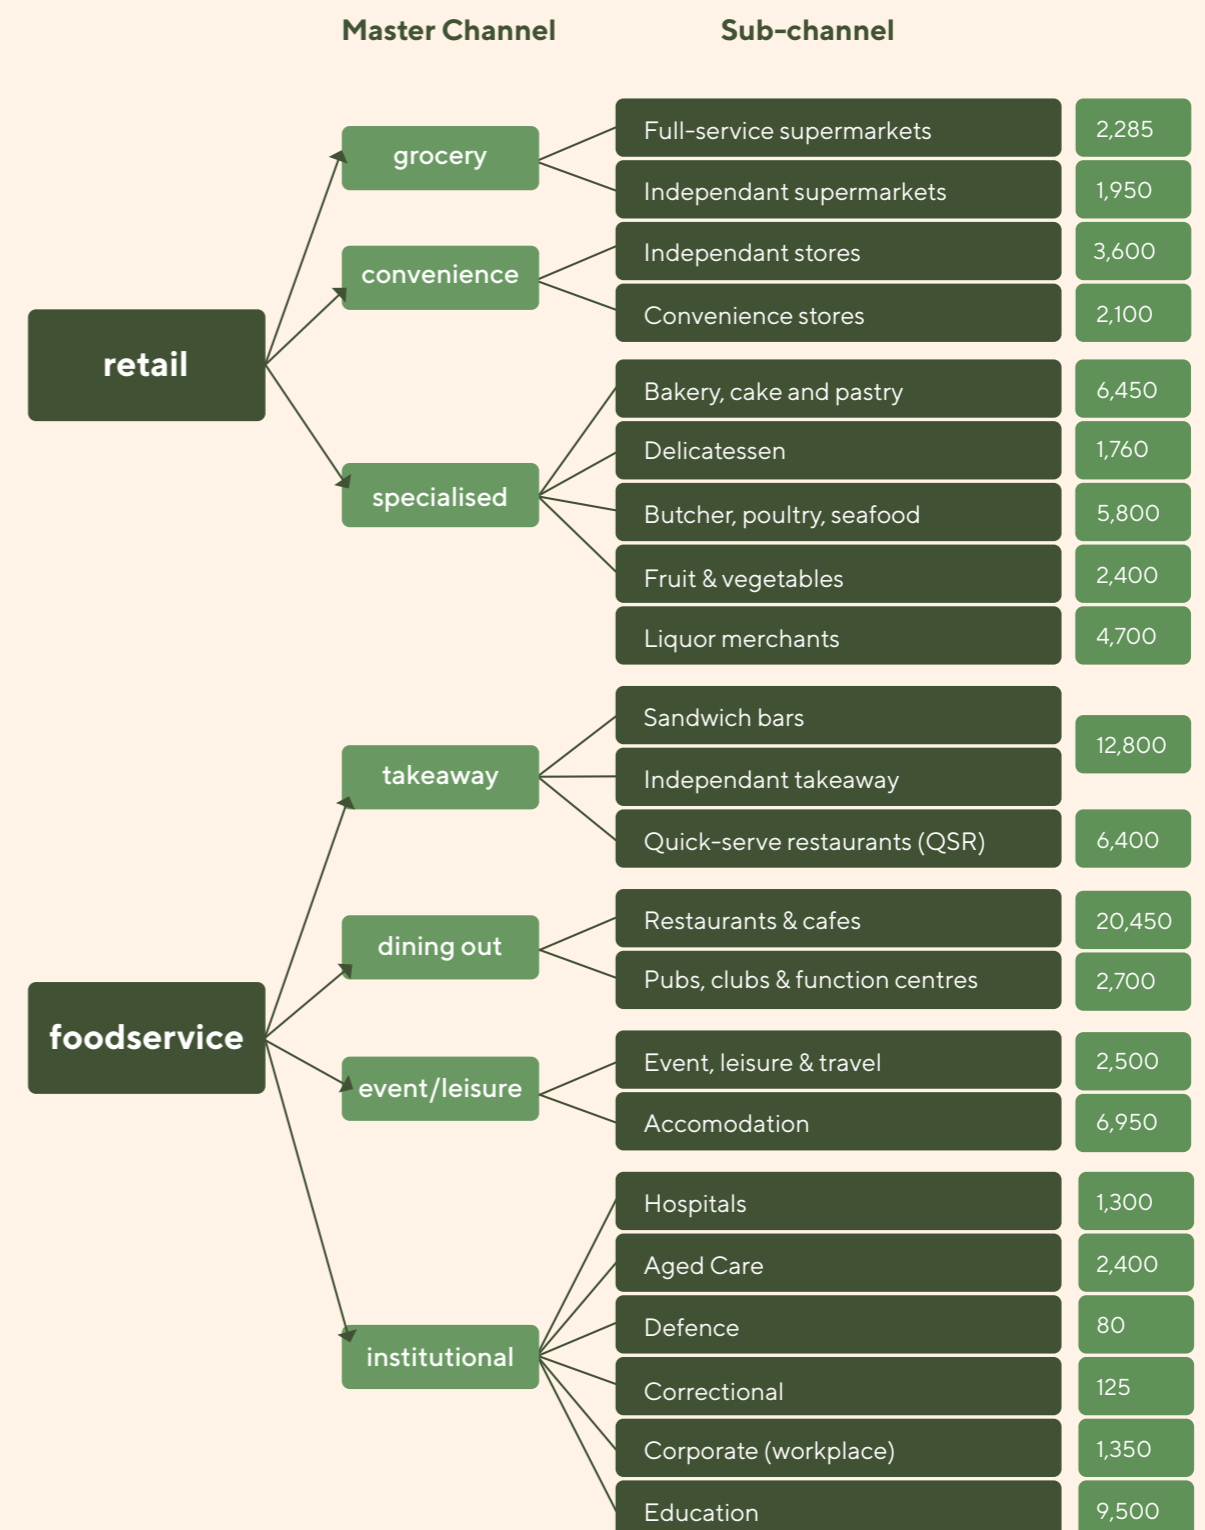 Master Channel
Sub-channel
retail
grocery
Full-service supermarkets
2,285
Independant supermarkets
1,950
convenience
Independant stores
3,600
Convenience stores
2,100
specialised
Bakery, cake and pastry
6,450
Delicatessen
1,760
Butcher, poultry, seafood
5,800
Fruit & vegetables
2,400
Liquor merchants
4,700
foodservice
takeaway
Sandwich bars
Independant takeaway
12,800
Quick-serve restaurants (QSR)
6,400
dining out
Restaurants & cafes
20,450
Pubs, clubs & function centres
2,700
event/leisure
Event, leisure & travel
2,500
Accomodation
6,950
institutional
Hospitals
1,300
Aged Care
2,400
Defence
80
Correctional
125
Corporate (workplace)
1,350
Education
9,500